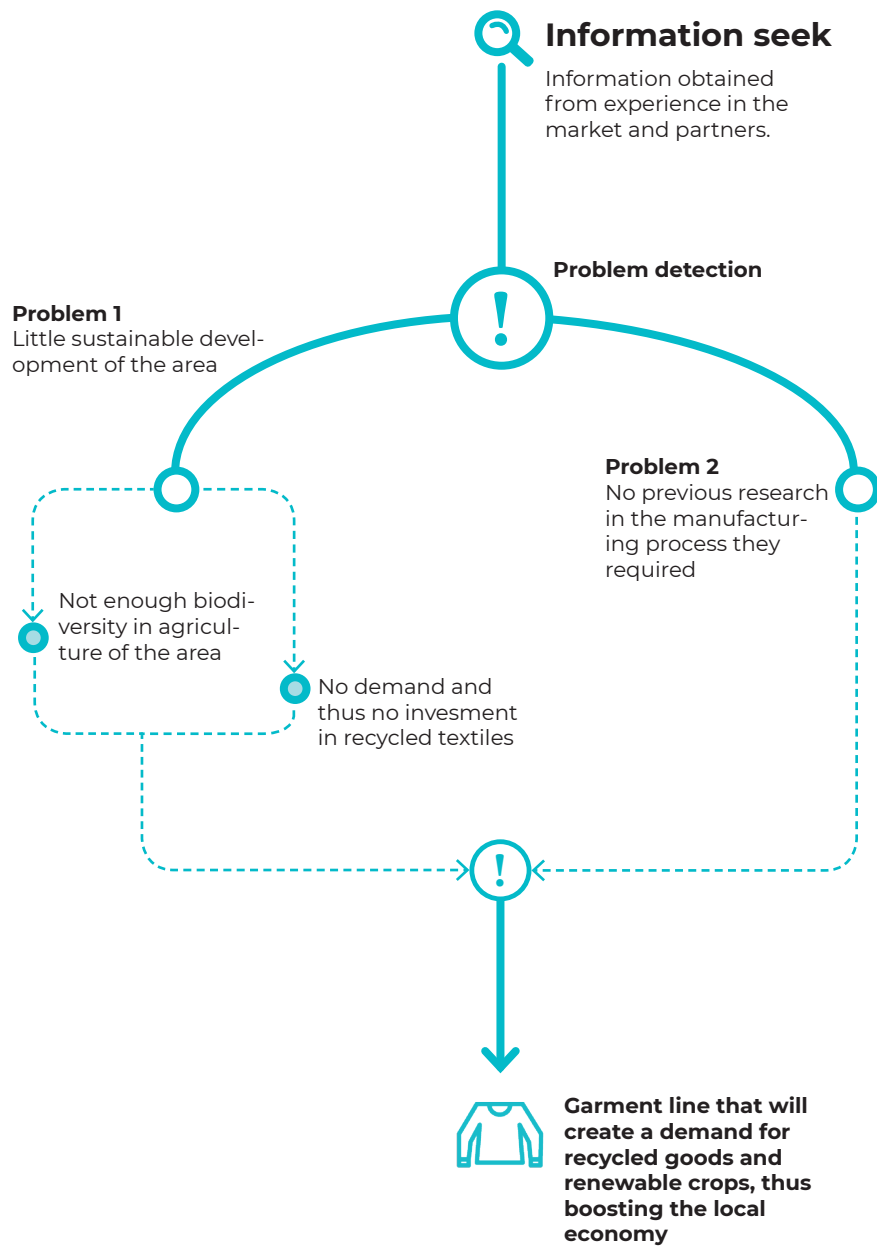 Information seek
Information obtained
from experience in the
market and partners.
Problem detection
Problem 1
Little sustainable devel-
opment of the area
Problem 2
No previous research
in the manufactur-
ing process they
required
Not enough biodi-
versity in agricul-
ture of the area
No demand and
thus no invesment
in recycled textiles
Garment line that will
create a demand for
recycled goods and
renewable crops, thus
boosting the local
economy